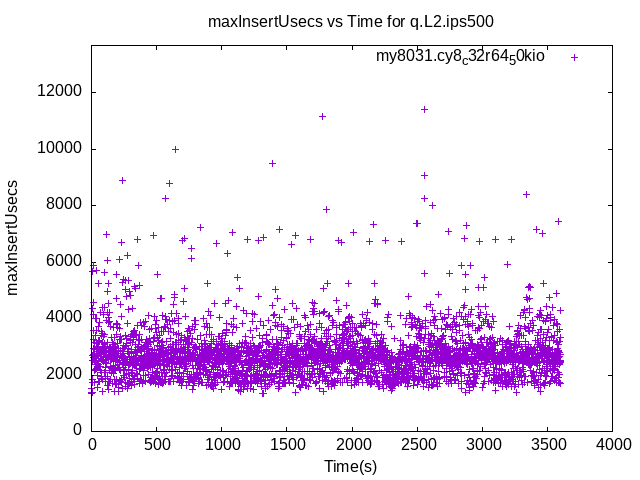 maxInsertUsecs vs Time for q.L2.ips500
my8031.cy8c32r6450kio
12000
10000
8000
6000
4000
2000
0
maxInsertUsecs
0 500 1000 1500 2000 2500 3000 3500 4000
Time(s)